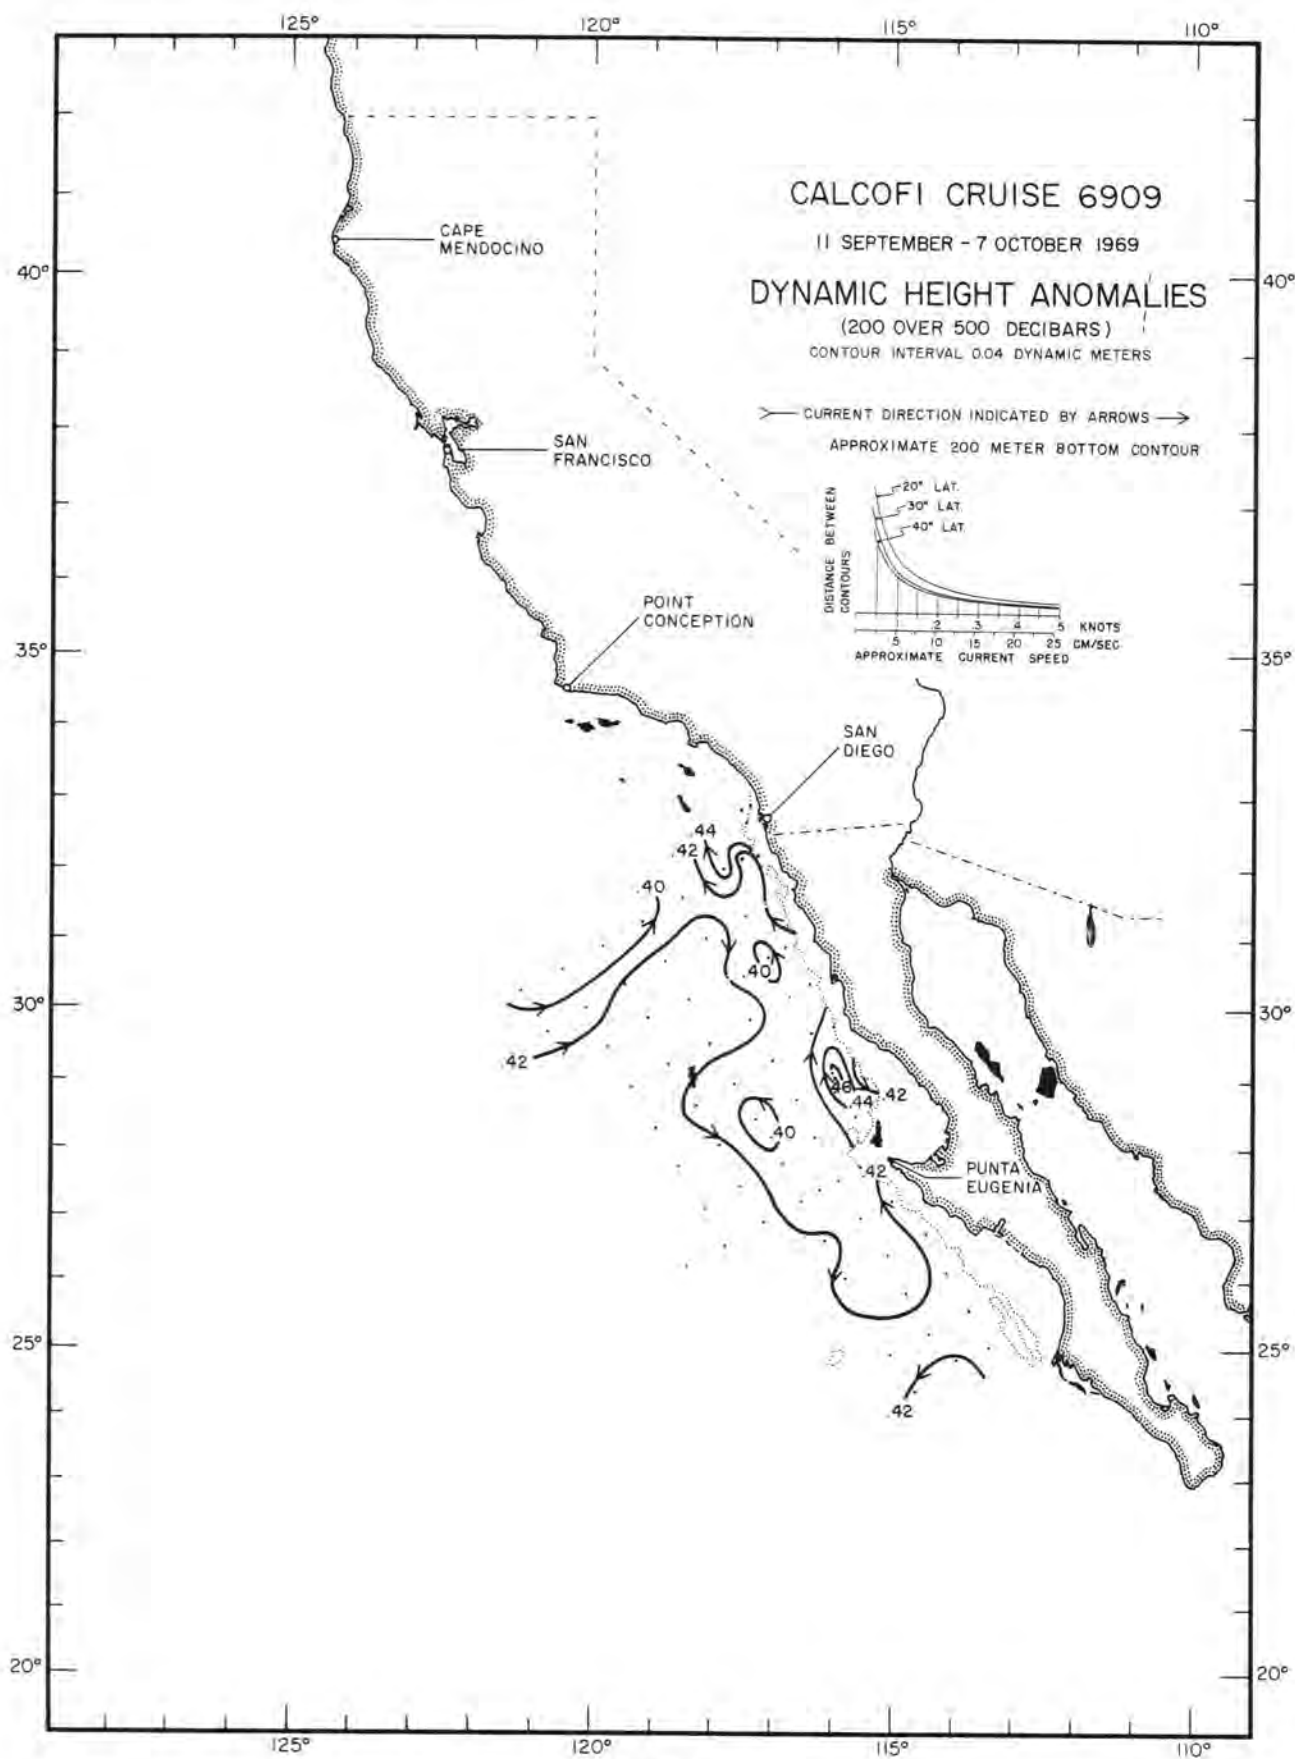 125° 120° 115° 110°
CALCOFI CRUISE 6909
11 SEPTEMBER - 7 OCTOBER 1969
DYNAMIC HEIGHT ANOMALIES
(200 OVER 500 DECIBARS)
CONTOUR INTERVAL 0.04 DYNAMIC METERS
CURRENT DIRECTION INDICATED BY ARROWS
APPROXIMATE 200 METER BOTTOM CONTOUR
20° LAT.
30° LAT.
40° LAT.
DISTANCE BETWEEN
CONTOURS
.2 .3 .4 .5 KNOTS
5 10 15 20 25 CM/SEC
APPROXIMATE CURRENT SPEED
CAPE
MENDOCINO
40° 40°
SAN
FRANCISCO
POINT
CONCEPTION
35° 35°
SAN
DIEGO
.44
.42
.40
.40
30° 30°
.42
.46
.44
.42
.40
.42
PUNTA
EUGENIA
25° 25°
.42
20° 20°
125° 120° 115° 110°